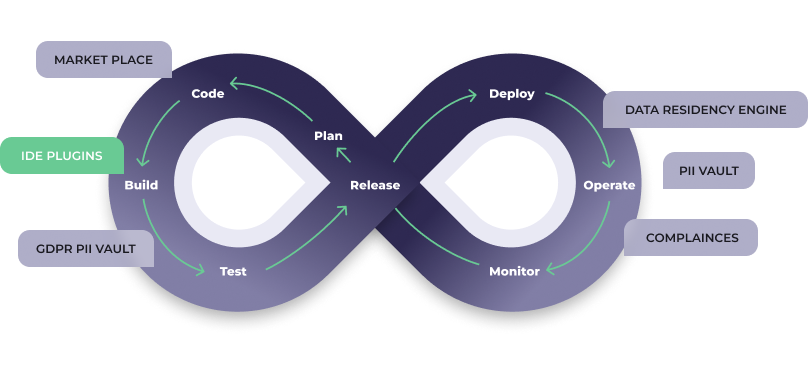 MARKET PLACE
Code
Deploy
DATA RESIDENCY ENGINE
Plan
IDE PLUGINS
PII VAULT
Build
Release
Operate
COMPLAINCES
GDPR PII VAULT
Test
Monitor